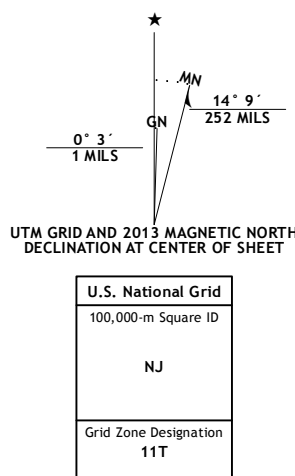 MN
GN
14° 9´
252 MILS
0° 3´
1 MILS
UTM GRID AND 2013 MAGNETIC NORTH
DECLINATION AT CENTER OF SHEET
U.S. National Grid
100,000-m Square ID
NJ
Grid Zone Designation
11T